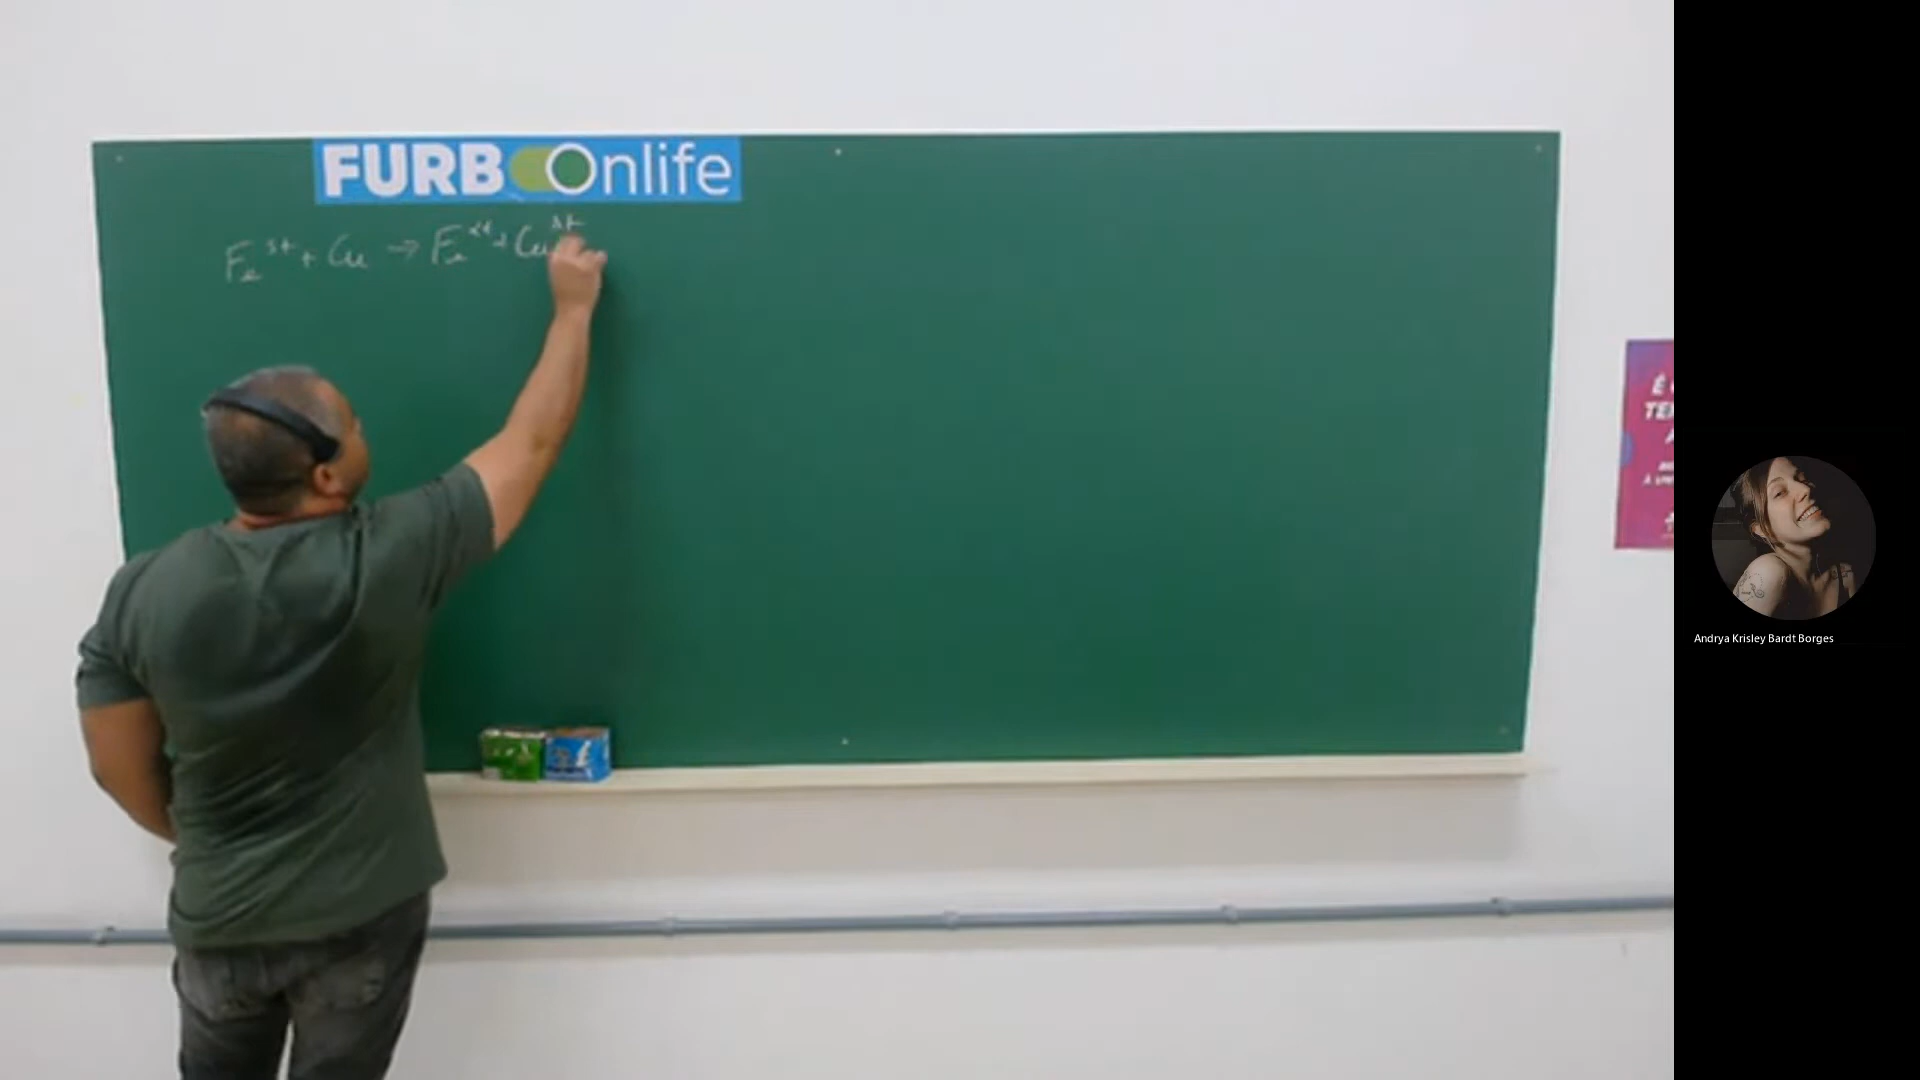 FURB Onlife
Fe³⁺ + Cu → Fe²⁺ + Cu²⁺
É
A
Andrya Krisley Bardt Borges